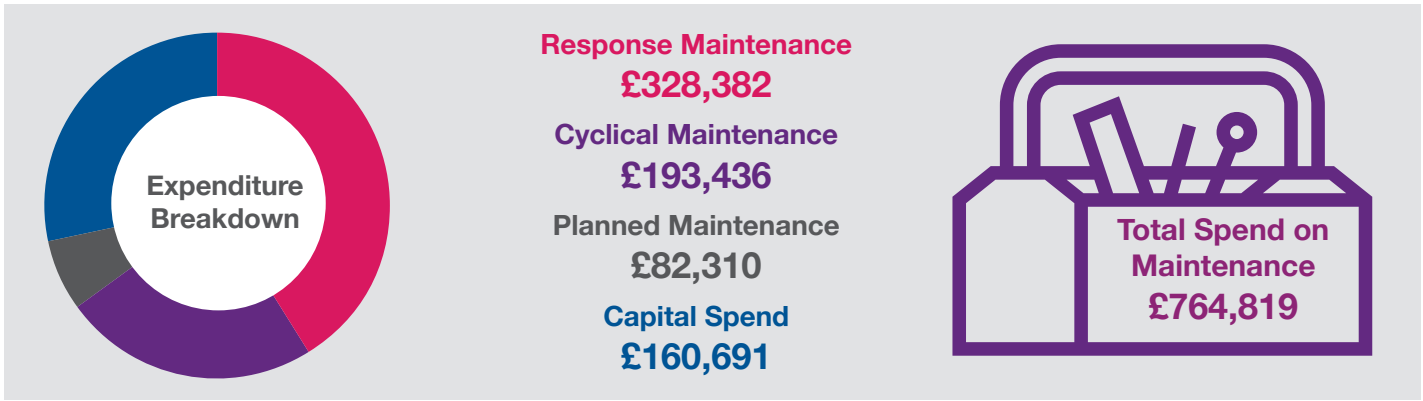 Expenditure
Breakdown
Response Maintenance
£328,382
Cyclical Maintenance
£193,436
Planned Maintenance
£82,310
Capital Spend
£160,691
Total Spend on
Maintenance
£764,819